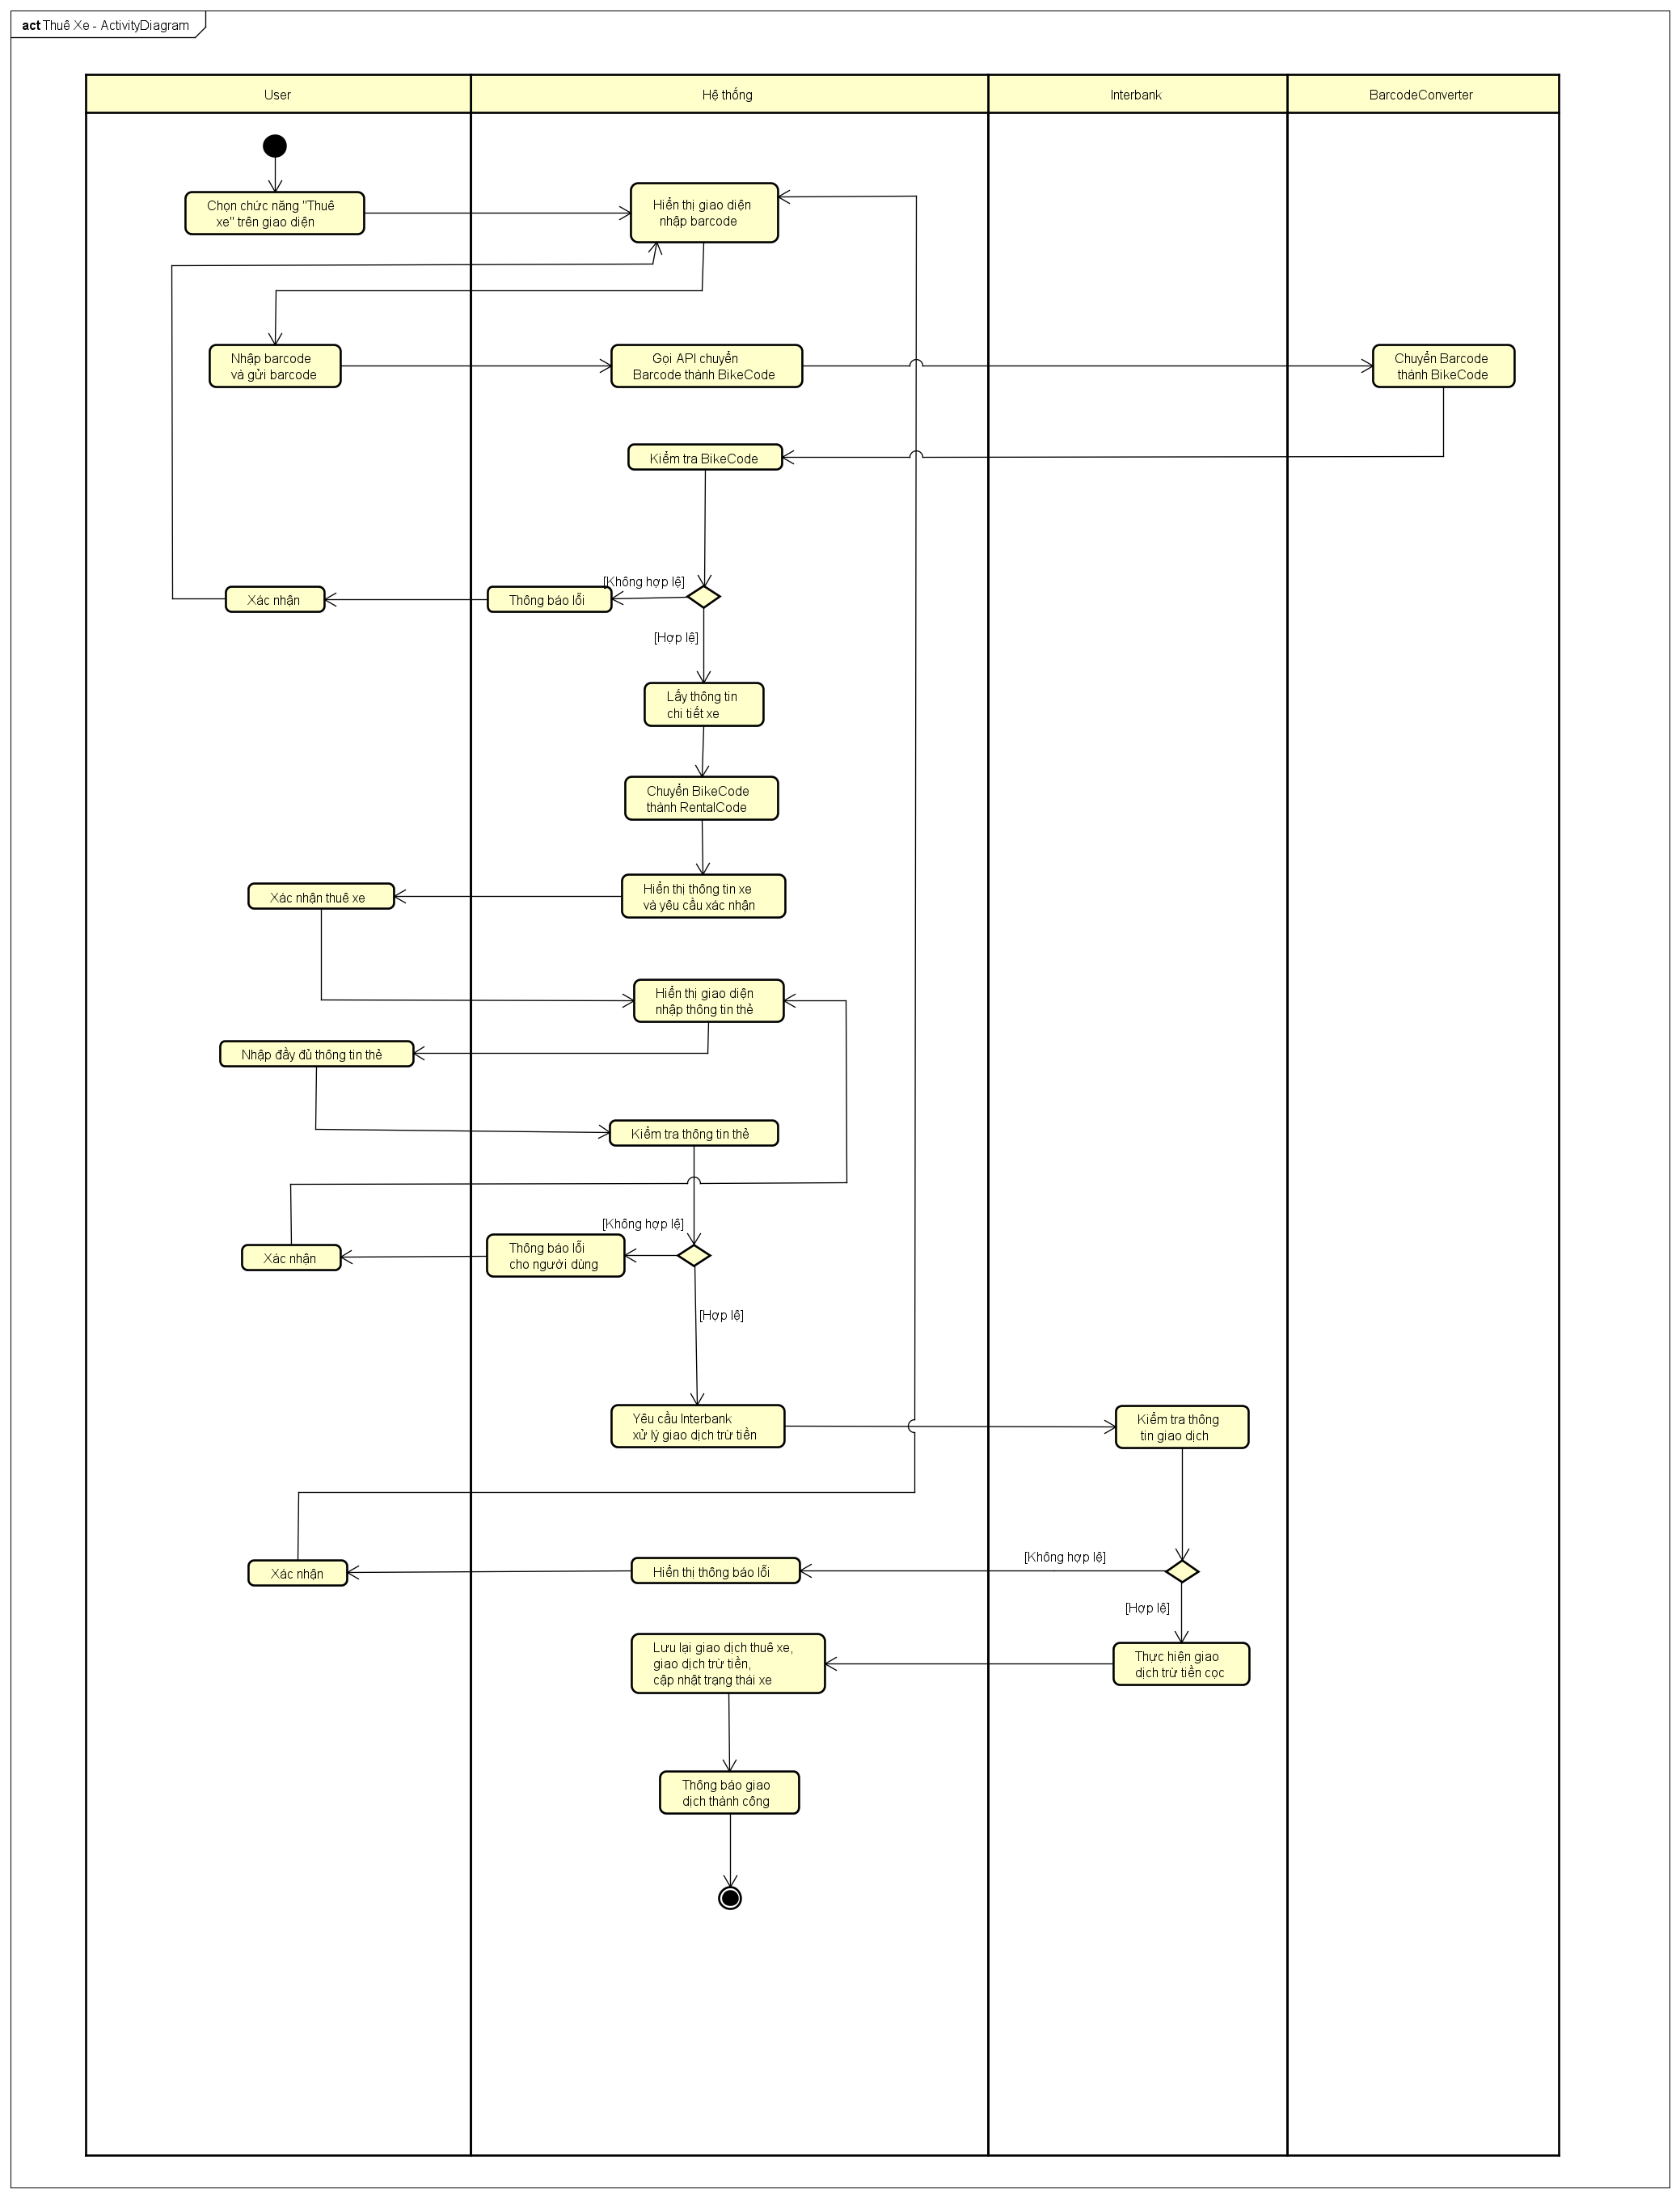 act Thuê Xe - ActivityDiagram
User
Hệ thống
Interbank
BarcodeConverter
Chọn chức năng "Thuê
xe" trên giao diện
Hiển thị giao diện
nhập barcode
Nhập barcode
và gửi barcode
Gọi API chuyển
Barcode thành BikeCode
Chuyển Barcode
thành BikeCode
Kiểm tra BikeCode
[Không hợp lệ]
Xác nhận
Thông báo lỗi
[Hợp lệ]
Lấy thông tin
chi tiết xe
Chuyển BikeCode
thành RentalCode
Xác nhận thuê xe
Hiển thị thông tin xe
và yêu cầu xác nhận
Hiển thị giao diện
nhập thông tin thẻ
Nhập đầy đủ thông tin thẻ
Kiểm tra thông tin thẻ
[Không hợp lệ]
Xác nhận
Thông báo lỗi
cho người dùng
[Hợp lệ]
Yêu cầu Interbank
xử lý giao dịch trừ tiền
Kiểm tra thông
tin giao dịch
[Không hợp lệ]
Xác nhận
Hiển thị thông báo lỗi
[Hợp lệ]
Lưu lại giao dịch thuê xe,
giao dịch trừ tiền,
cập nhật trạng thái xe
Thực hiện giao
dịch trừ tiền cọc
Thông báo giao
dịch thành công